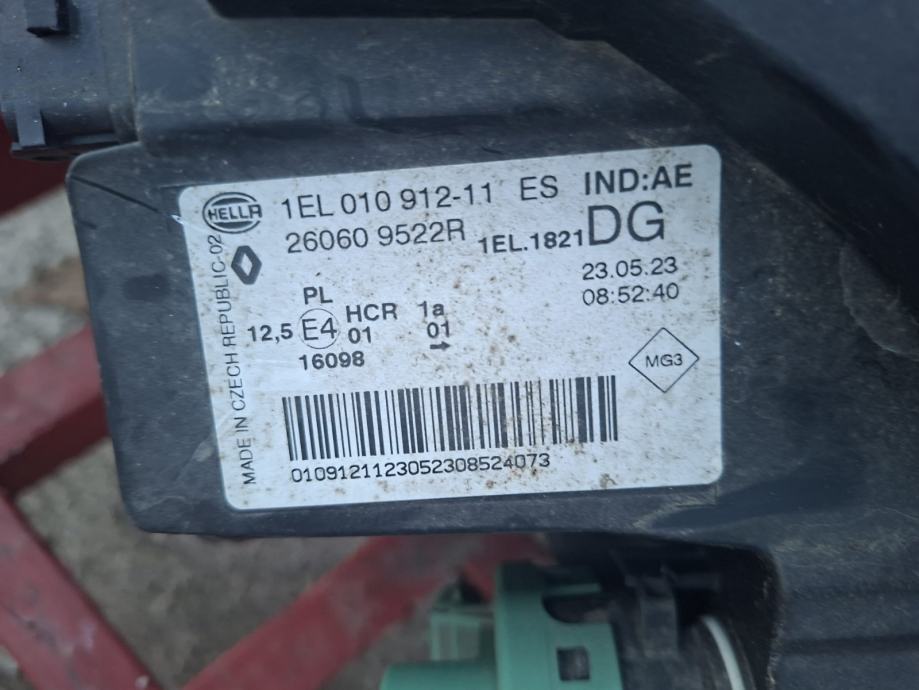 HELLA 1EL 010 912-11 ES IND:AE
26060 9522R 1EL.1821 DG
23.05.23
08:52:40
PL
12,5 E4 HCR 1a
01 01
→
16098
MG3
MADE IN CZECH REPUBLIC-02
0109121123052308524073